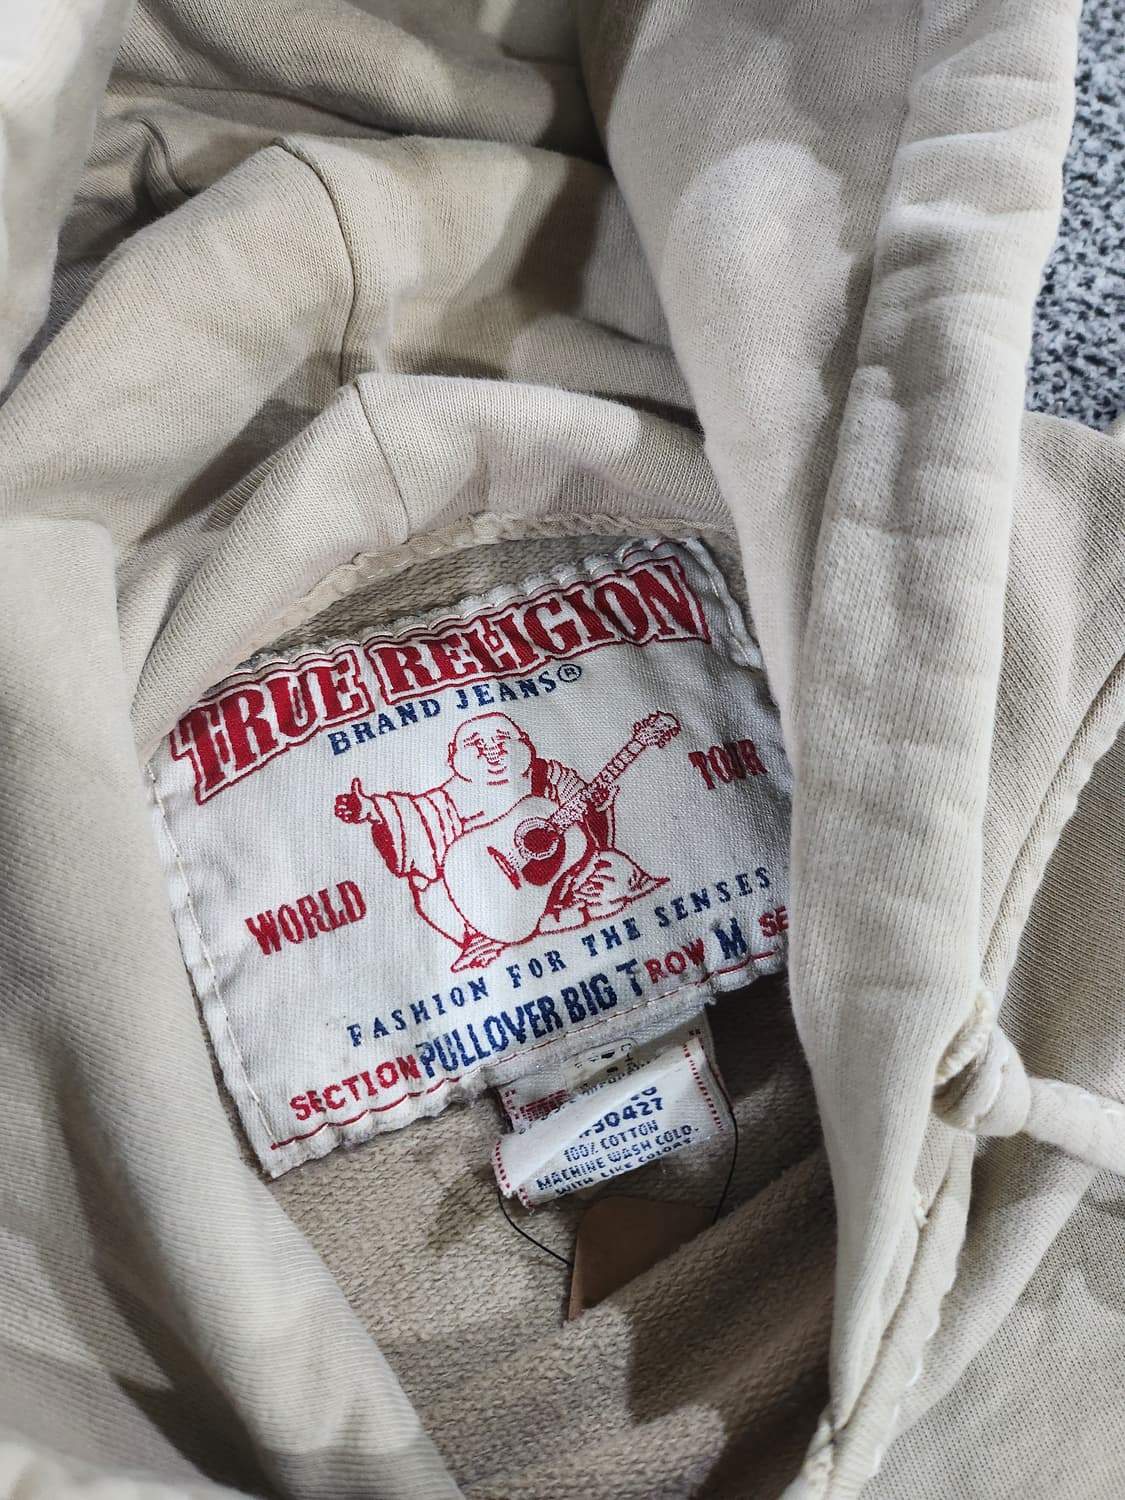 TRUE RELIGION
BRAND JEANS®
WORLD TOUR
FASHION FOR THE SENSES
SECTION PULLOVER BIG T ROW M
30427
100% COTTON
MACHINE WASH COLD.
WITH LIKE COLORS